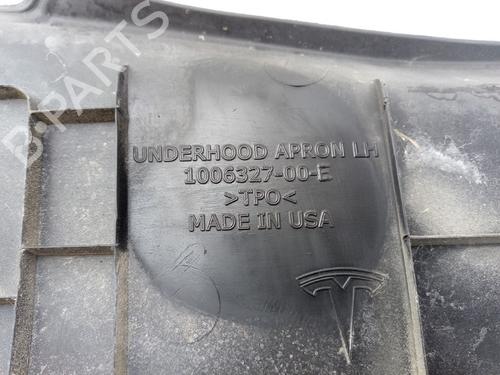 B-PARTS
UNDERHOOD APRON LH
1006327-00-E
>TPO<
MADE IN USA